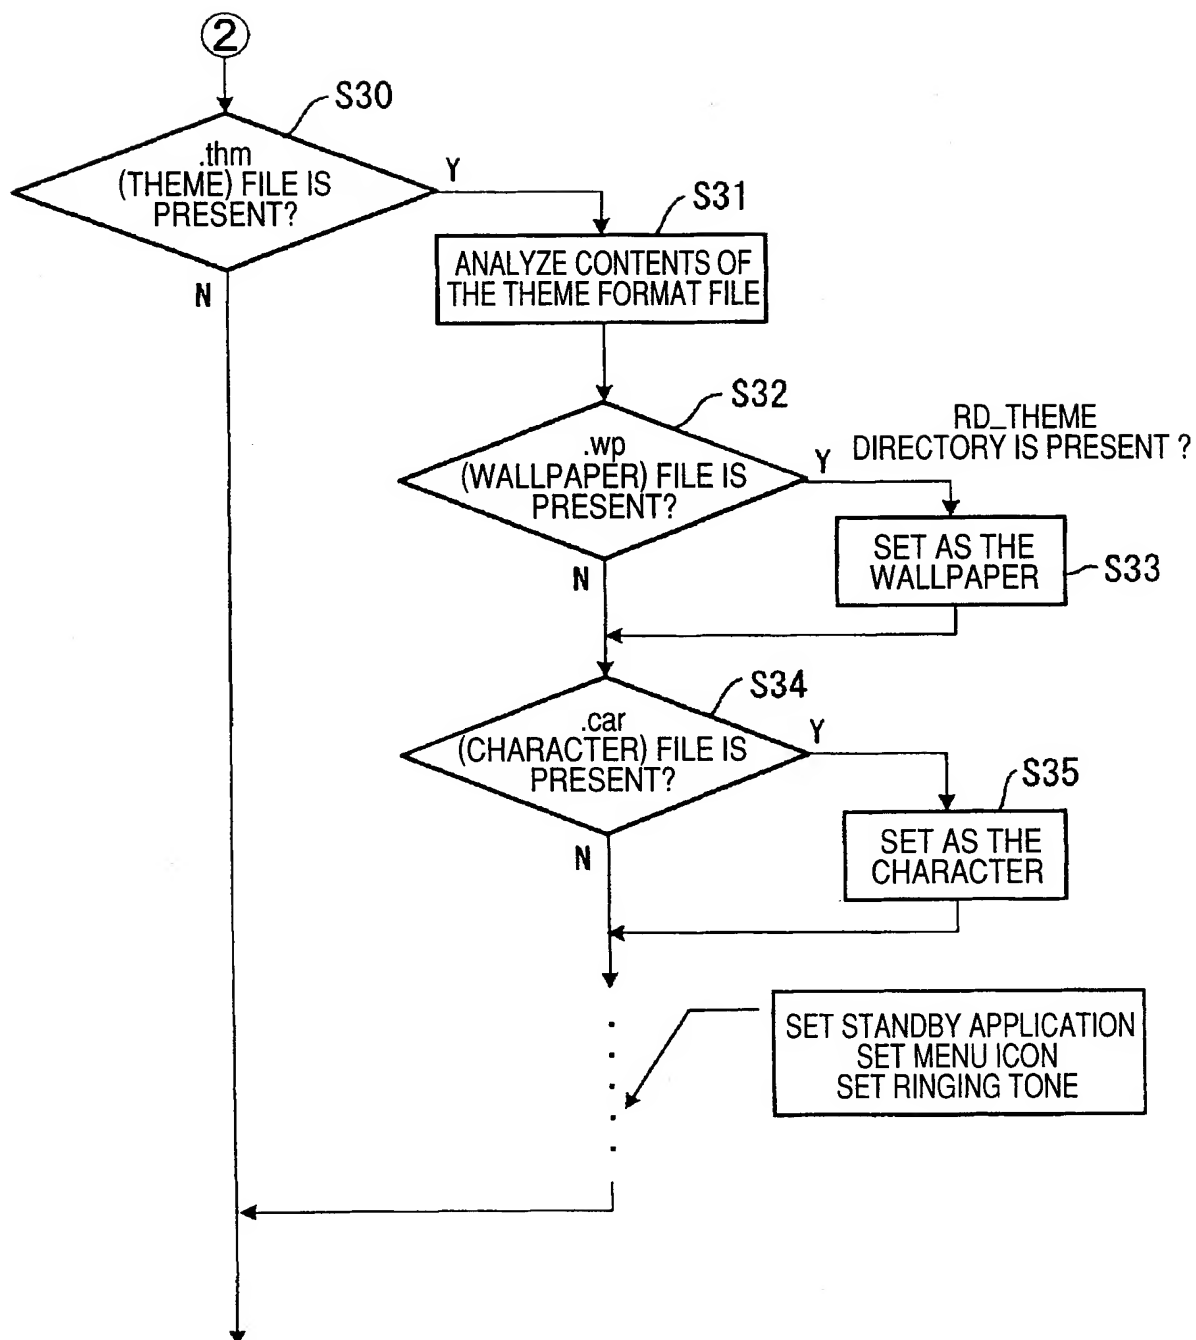 2
S30
.thm
(THEME) FILE IS
PRESENT?
Y
N
S31
ANALYZE CONTENTS OF
THE THEME FORMAT FILE
S32
.wp
(WALLPAPER) FILE IS
PRESENT?
Y
N
RD_THEME
DIRECTORY IS PRESENT ?
SET AS THE
WALLPAPER
S33
S34
.car
(CHARACTER) FILE IS
PRESENT?
Y
N
S35
SET AS THE
CHARACTER
SET STANDBY APPLICATION
SET MENU ICON
SET RINGING TONE